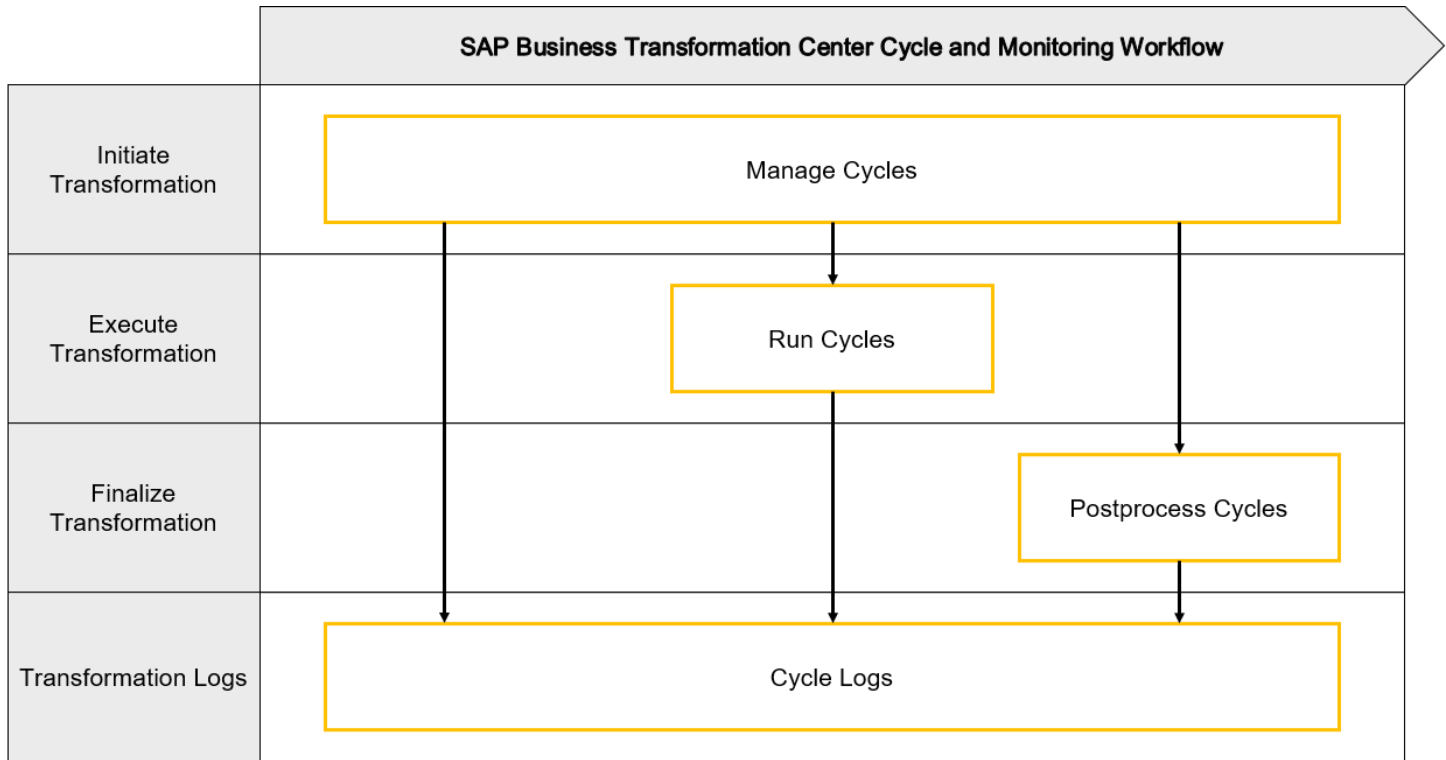 SAP Business Transformation Center Cycle and Monitoring Workflow
Initiate
Transformation
Manage Cycles
Execute
Transformation
Run Cycles
Finalize
Transformation
Postprocess Cycles
Transformation Logs
Cycle Logs